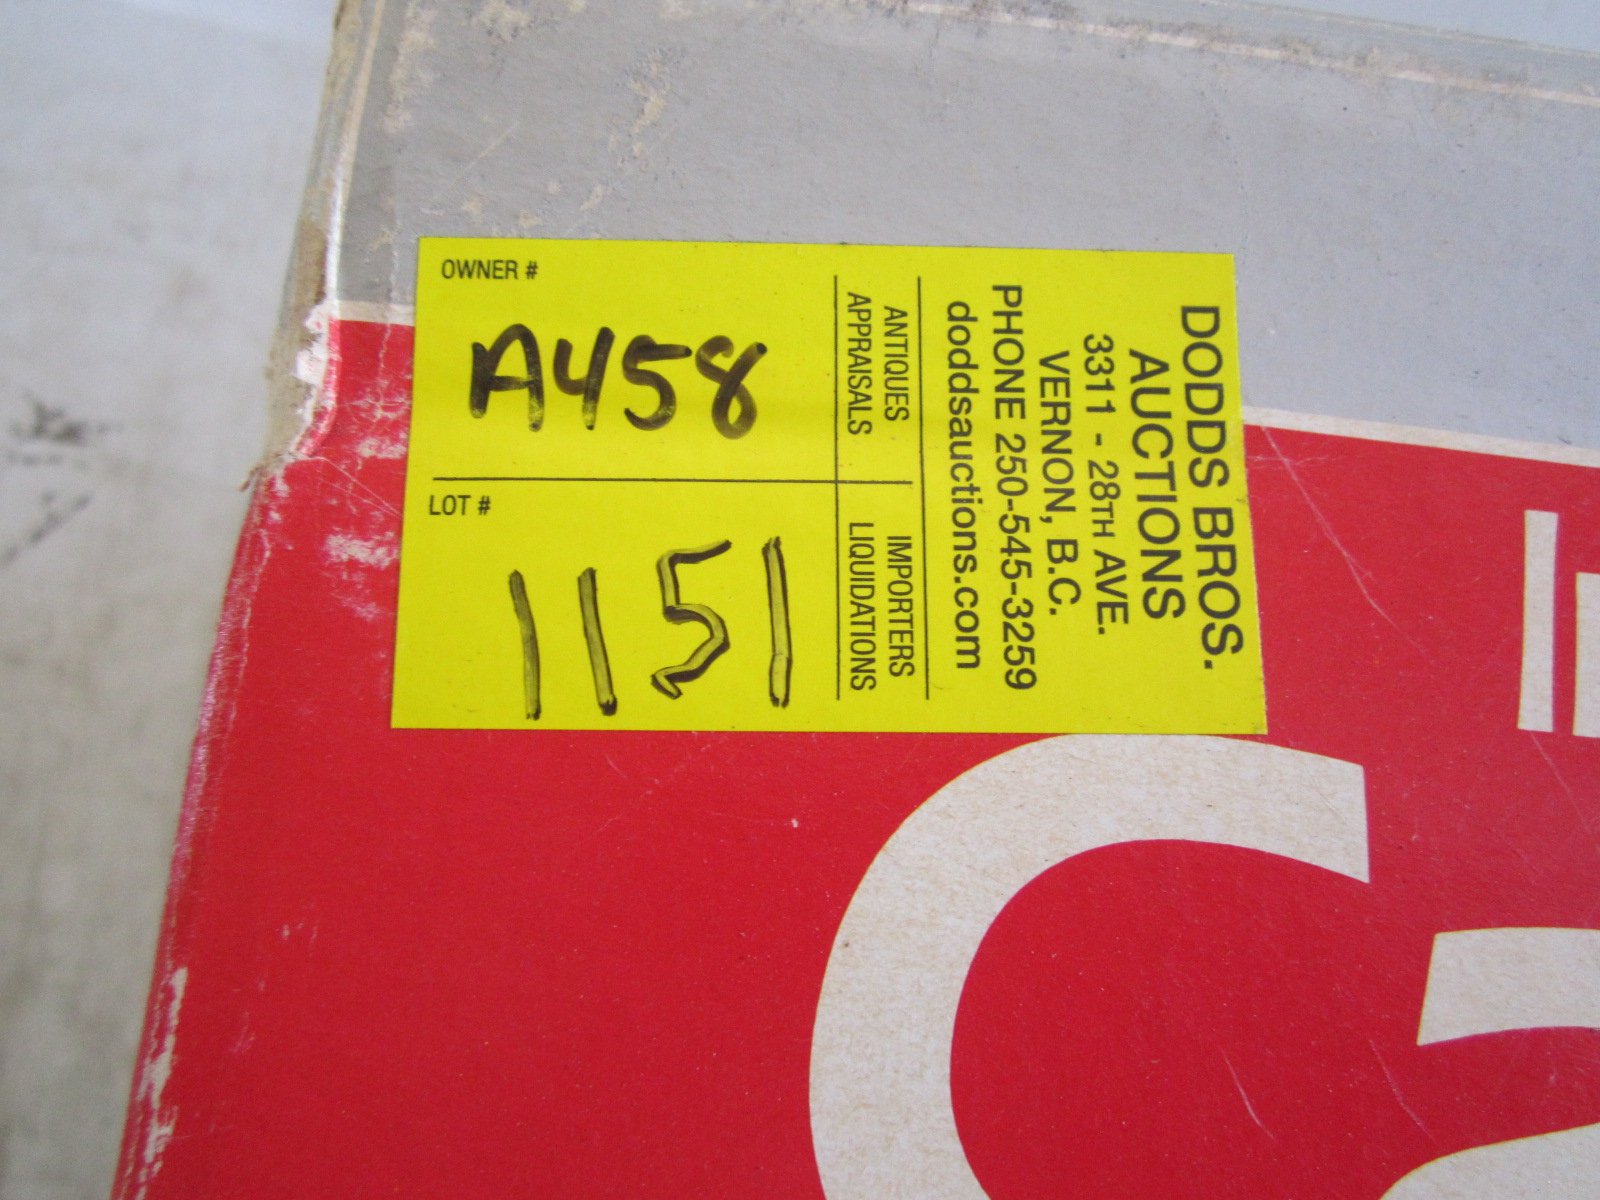 OWNER #
A458
LOT #
1151
DODDS BROS.
AUCTIONS
3311 - 28TH AVE.
VERNON, B.C.
PHONE 250-545-3259
doddsauctions.com
ANTIQUES
APPRAISALS
IMPORTERS
LIQUIDATIONS